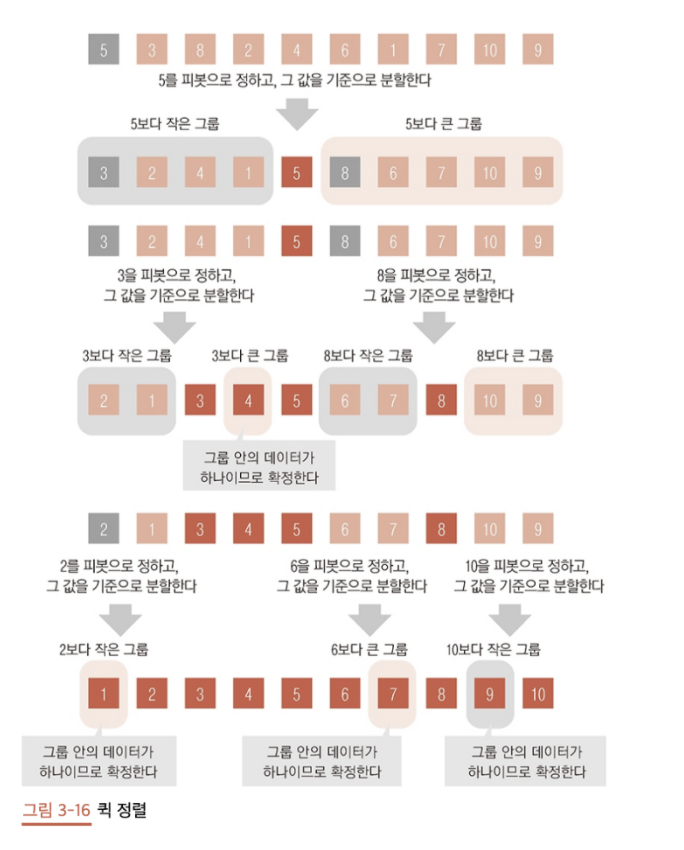 5 3 8 2 4 6 1 7 10 9
5를 피봇으로 정하고, 그 값을 기준으로 분할한다
5보다 작은 그룹 5보다 큰 그룹
3 2 4 1 5 8 6 7 10 9
3 2 4 1 5 8 6 7 10 9
3을 피봇으로 정하고,
그 값을 기준으로 분할한다
8을 피봇으로 정하고,
그 값을 기준으로 분할한다
3보다 작은 그룹 3보다 큰 그룹 8보다 작은 그룹 8보다 큰 그룹
2 1 3 4 5 6 7 8 10 9
그룹 안의 데이터가
하나이므로 확정한다
2 1 3 4 5 6 7 8 10 9
2를 피봇으로 정하고,
그 값을 기준으로 분할한다
6을 피봇으로 정하고,
그 값을 기준으로 분할한다
10을 피봇으로 정하고,
그 값을 기준으로 분할한다
2보다 작은 그룹 6보다 큰 그룹 10보다 작은 그룹
1 2 3 4 5 6 7 8 9 10
그룹 안의 데이터가
하나이므로 확정한다
그룹 안의 데이터가
하나이므로 확정한다
그룹 안의 데이터가
하나이므로 확정한다
그림 3-16 퀵 정렬